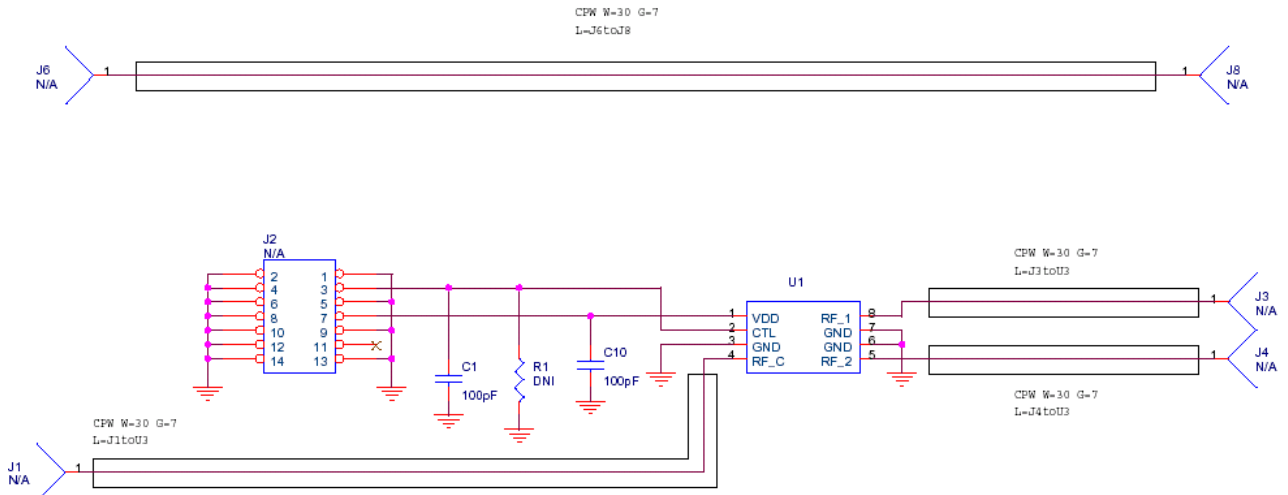 CPW W=30 G=7
L=J6toJ8
J6
N/A
1
1
J8
N/A
J2
N/A
2 1
4 3
6 5
8 7
10 9
12 11
14 13
C1
100pF
R1
DNI
C10
100pF
U1
1 VDD RF_1 8
2 CTL GND 7
3 GND GND 6
4 RF_C RF_2 5
CPW W=30 G=7
L=J3toU3
1
J3
N/A
1
J4
N/A
CPW W=30 G=7
L=J4toU3
CPW W=30 G=7
L=J1toU3
J1
N/A
1